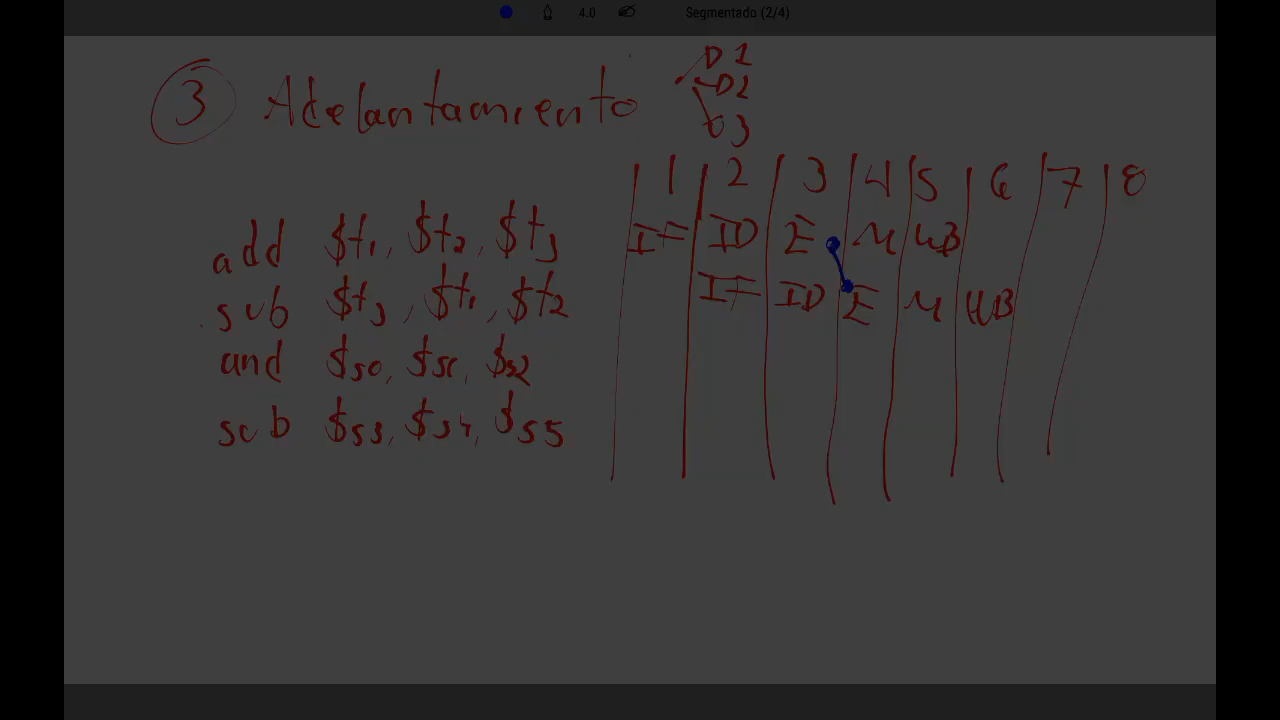 4.0 Segmentado (2/4)
③ Adelantamiento D1
D2
D3
1 2 3 4 5 6 7 8
add $t1, $t2, $t3 IF ID E M WB
sub $t3, $t1, $t2 IF ID E M WB
and $s0, $s1, $s2
sub $s3, $s4, $s5